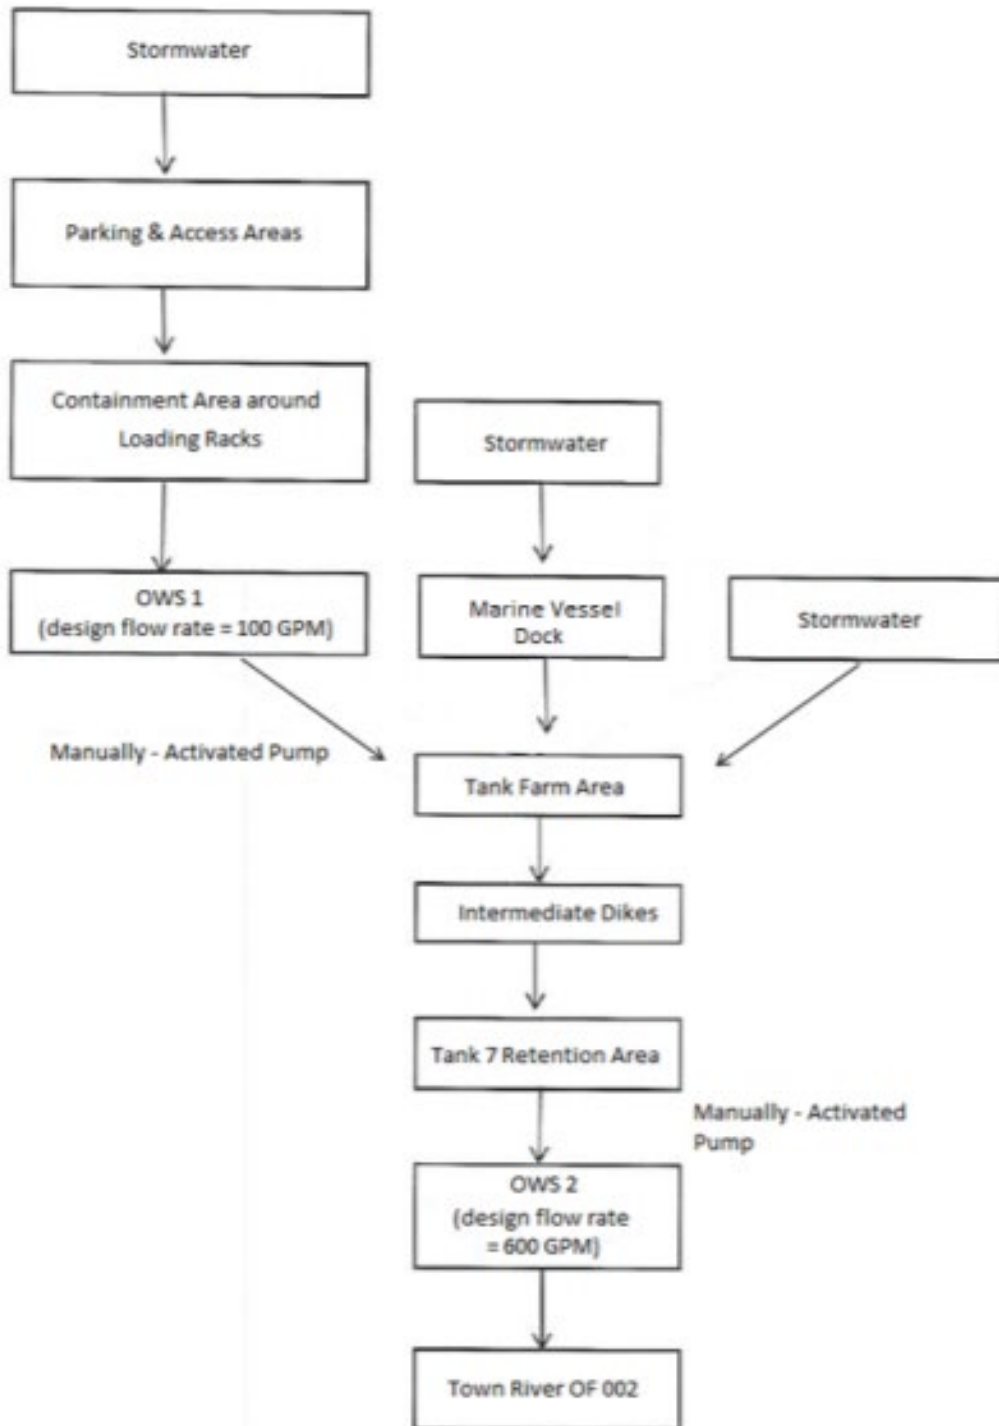 Stormwater
Parking & Access Areas
Containment Area around
Loading Racks
OWS 1
(design flow rate = 100 GPM)
Manually - Activated Pump
Stormwater
Marine Vessel
Dock
Stormwater
Tank Farm Area
Intermediate Dikes
Tank 7 Retention Area
Manually - Activated
Pump
OWS 2
(design flow rate
= 600 GPM)
Town River OF 002